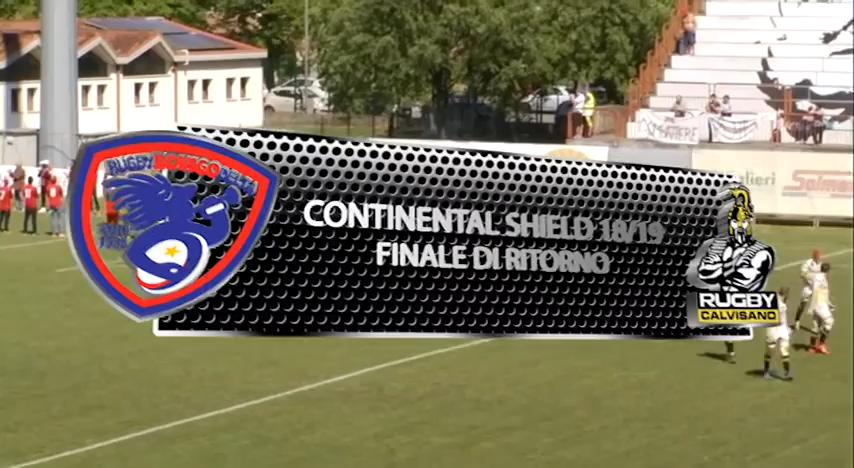 RUGBY ROVIGO DELTA
CONTINENTAL SHIELD 18/19
FINALE DI RITORNO
RUGBY
CALVISANO